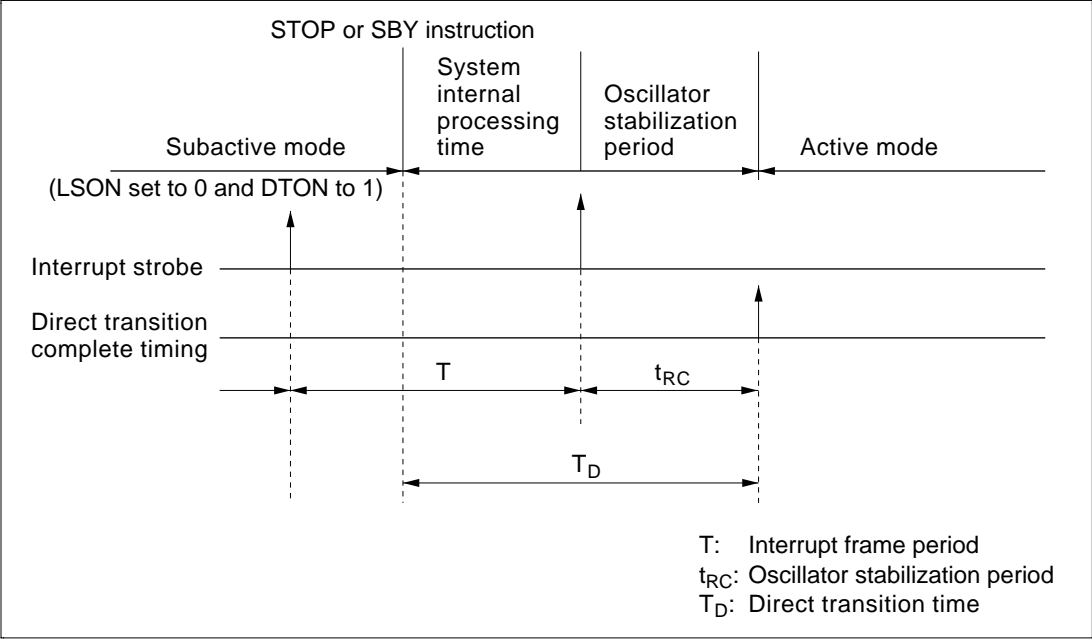 STOP or SBY instruction
System
internal
processing
time
Oscillator
stabilization
period
Subactive mode
Active mode
(LSON set to 0 and DTON to 1)
Interrupt strobe
Direct transition
complete timing
T
tRC
TD
T: Interrupt frame period
tRC: Oscillator stabilization period
TD: Direct transition time